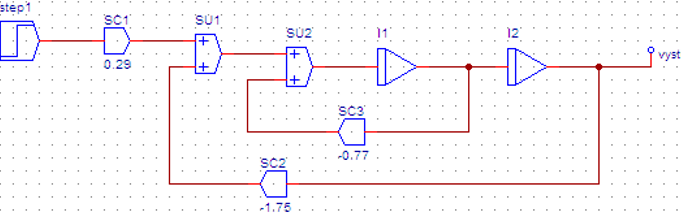 step1
SC1
SU1
SU2
I1
I2
vyst
0.29
SC3
-0.77
SC2
-1.75